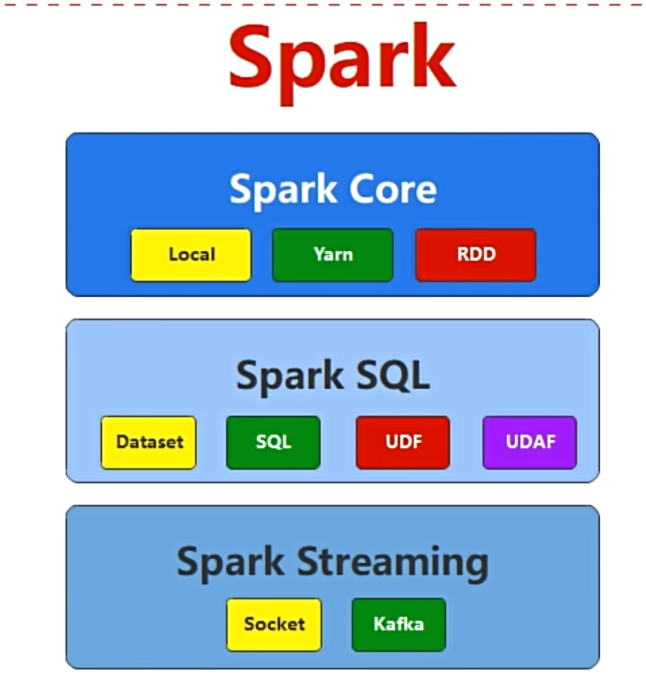 Spark
Spark Core
Local Yarn RDD
Spark SQL
Dataset SQL UDF UDAF
Spark Streaming
Socket Kafka